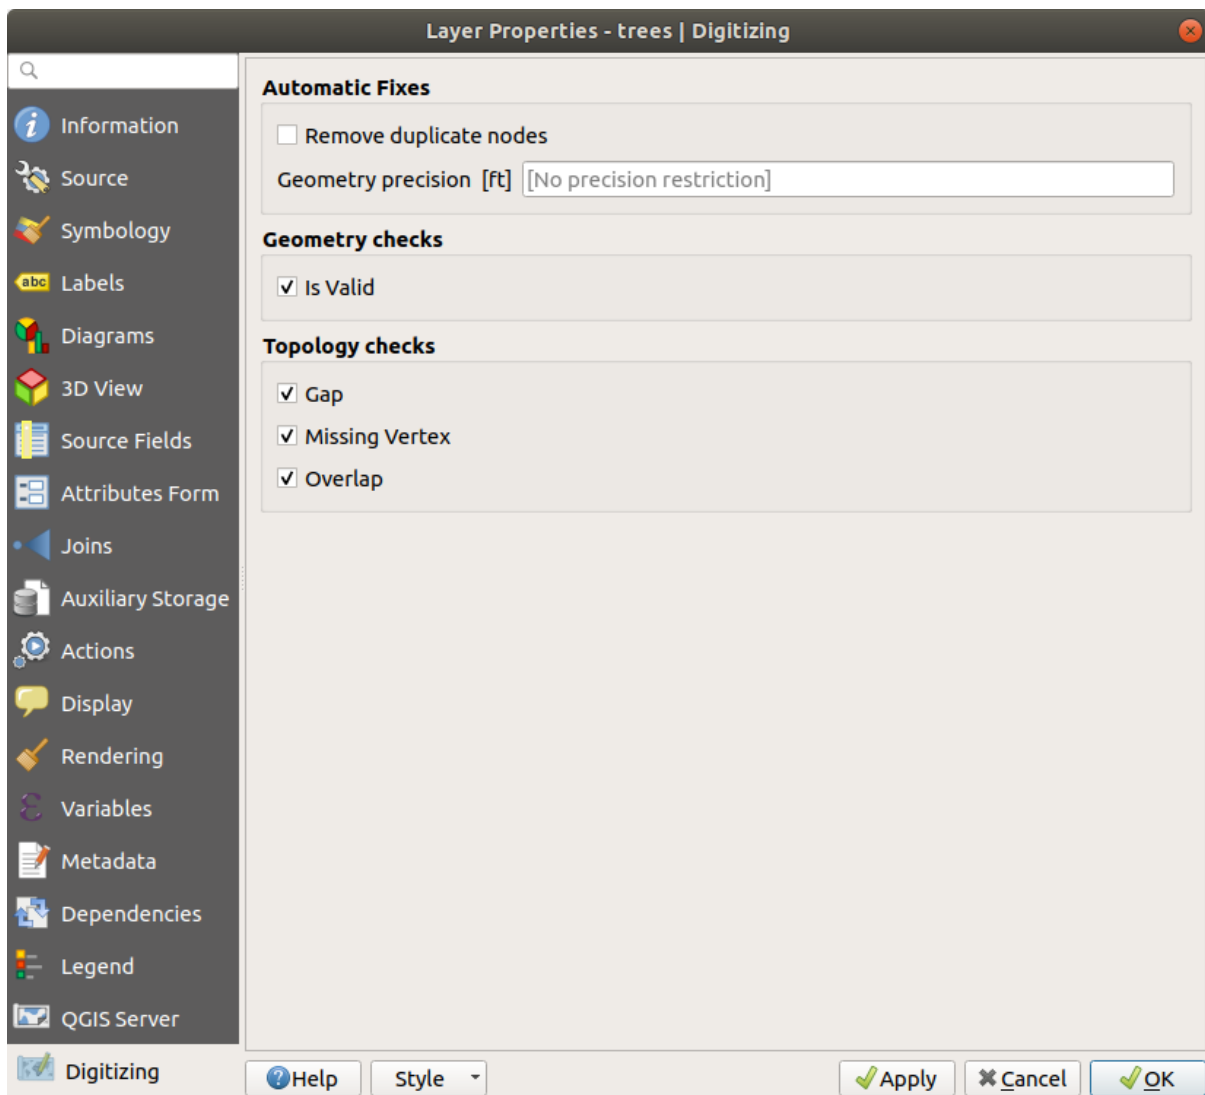 Layer Properties - trees | Digitizing
Information
Source
Symbology
abc Labels
Diagrams
3D View
Source Fields
Attributes Form
Joins
Auxiliary Storage
Actions
Display
Rendering
Variables
Metadata
Dependencies
Legend
QGIS Server
Digitizing
Automatic Fixes
Remove duplicate nodes
Geometry precision [ft] [No precision restriction]
Geometry checks
Is Valid
Topology checks
Gap
Missing Vertex
Overlap
Help Style Apply Cancel OK